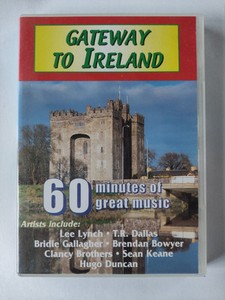 GATEWAY
TO IRELAND
60 minutes of
great music
Artists include:
Lee Lynch • T.R. Dallas
Bridie Gallagher • Brendan Bowyer
Clancy Brothers • Sean Keane
Hugo Duncan